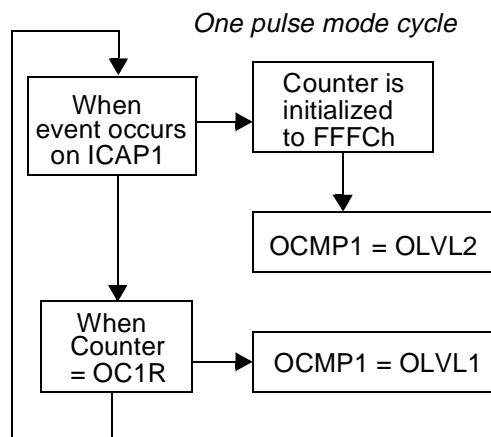 One pulse mode cycle
When
event occurs
on ICAP1
Counter is
initialized
to FFFCh
OCMP1 = OLVL2
When
Counter
= OC1R
OCMP1 = OLVL1